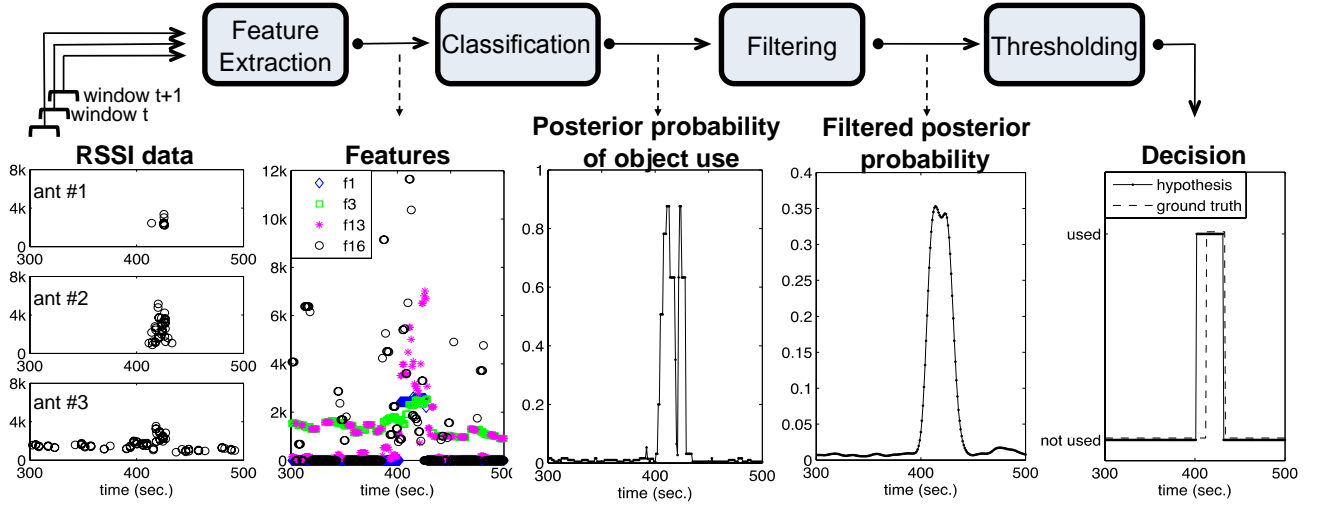 Feature
Extraction
Classification
Filtering
Thresholding
window t+1
window t
RSSI data
ant #1
8k
4k
0
300
400
500
ant #2
8k
4k
0
300
400
500
ant #3
8k
4k
0
300
400
500
time (sec.)
Features
f1
f3
f13
f16
12k
10k
8k
6k
4k
2k
0
300
400
500
time (sec.)
Posterior probability
of object use
1
0.8
0.6
0.4
0.2
0
300
400
500
time (sec.)
Filtered posterior
probability
0.4
0.35
0.3
0.25
0.2
0.15
0.1
0.05
0
300
400
500
time (sec.)
Decision
hypothesis
ground truth
used
not used
300
400
500
time (sec.)